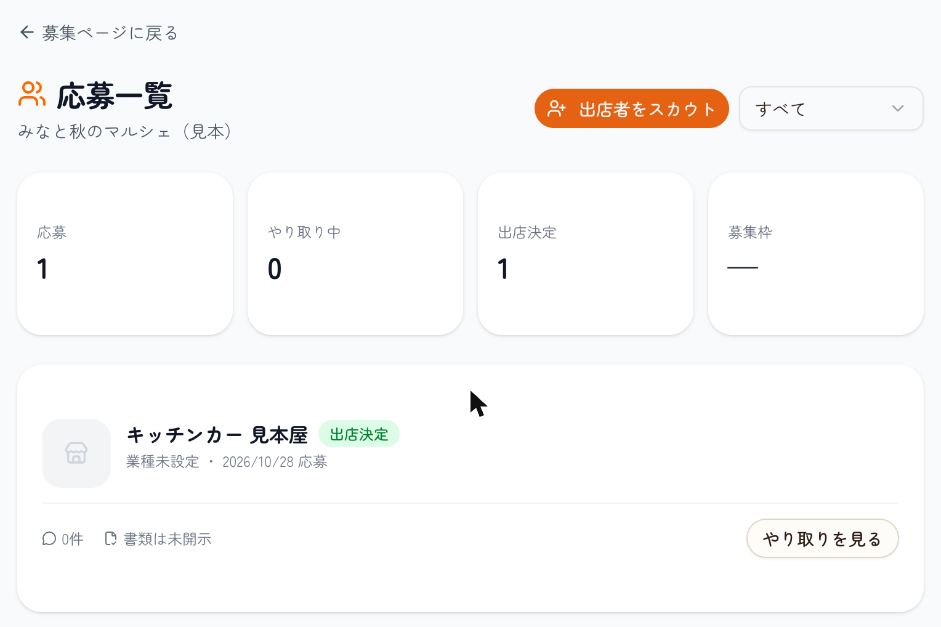 募集ページに戻る
応募一覧
みなと秋のマルシェ（見本）
出店者をスカウト
すべて
応募
1
やり取り中
0
出店決定
1
募集枠
—
キッチンカー 見本屋 出店決定
業種未設定 ・ 2026/10/28 応募
0件 書類は未開示
やり取りを見る